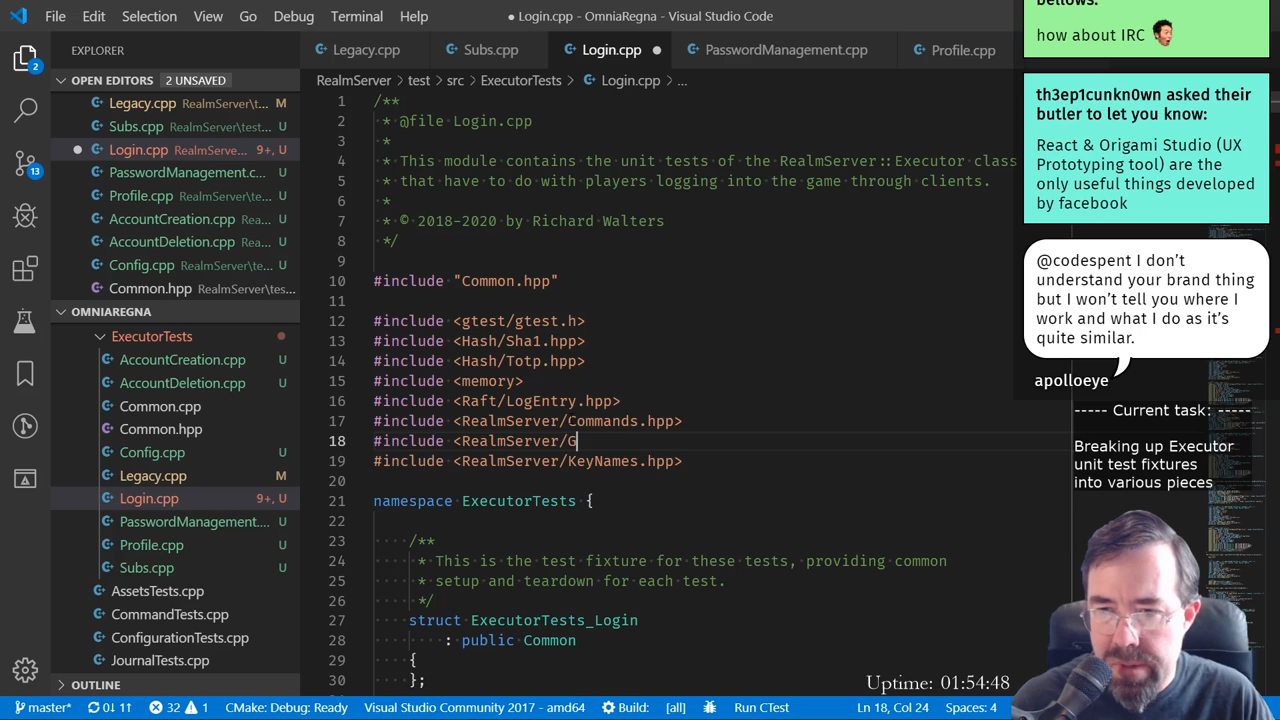 File Edit Selection View Go Debug Terminal Help
● Login.cpp - OmniaRegna - Visual Studio Code
EXPLORER
OPEN EDITORS 2 UNSAVED
Legacy.cpp RealmServer\t... M
Subs.cpp RealmServer\test... U
Login.cpp RealmServe... 9+, U
PasswordManagement.c... U
Profile.cpp RealmServer\tes... U
AccountCreation.cpp Real... U
AccountDeletion.cpp Real... U
Config.cpp RealmServer\te... U
Common.hpp RealmServer\test...
OMNIAREGNA
ExecutorTests
AccountCreation.cpp U
AccountDeletion.cpp U
Common.cpp
Common.hpp
Config.cpp U
Legacy.cpp M
Login.cpp 9+, U
PasswordManagement.... U
Profile.cpp U
Subs.cpp U
AssetsTests.cpp
CommandTests.cpp
ConfigurationTests.cpp
JournalTests.cpp
OUTLINE
2
13
Legacy.cpp Subs.cpp Login.cpp ● PasswordManagement.cpp Profile.cpp
RealmServer > test > src > ExecutorTests > Login.cpp > ...
1 /**
2 * @file Login.cpp
3 *
4 * This module contains the unit tests of the RealmServer::Executor class
5 * that have to do with players logging into the game through clients.
6 *
7 * © 2018-2020 by Richard Walters
8 */
9
10 #include "Common.hpp"
11
12 #include <gtest/gtest.h>
13 #include <Hash/Sha1.hpp>
14 #include <Hash/Totp.hpp>
15 #include <memory>
16 #include <Raft/LogEntry.hpp>
17 #include <RealmServer/Commands.hpp>
18 #include <RealmServer/G
19 #include <RealmServer/KeyNames.hpp>
20
21 namespace ExecutorTests {
22
23 /**
24 * This is the test fixture for these tests, providing common
25 * setup and teardown for each test.
26 */
27 struct ExecutorTests_Login
28 : public Common
29 {
30 };
bellows:
how about IRC
th3ep1cunkn0wn asked their
butler to let you know:
React & Origami Studio (UX
Prototyping tool) are the
only useful things developed
by facebook
@codespent I don't
understand your brand thing
but I won't tell you where I
work and what I do as it's
quite similar.
apolloeye
----- Current task: -----
Breaking up Executor
unit test fixtures
into various pieces
Uptime: 01:54:48
master* 0↓ 11↑ 32 1 CMake: Debug: Ready Visual Studio Community 2017 - amd64 Build: [all] Run CTest Ln 18, Col 24 Spaces: 4